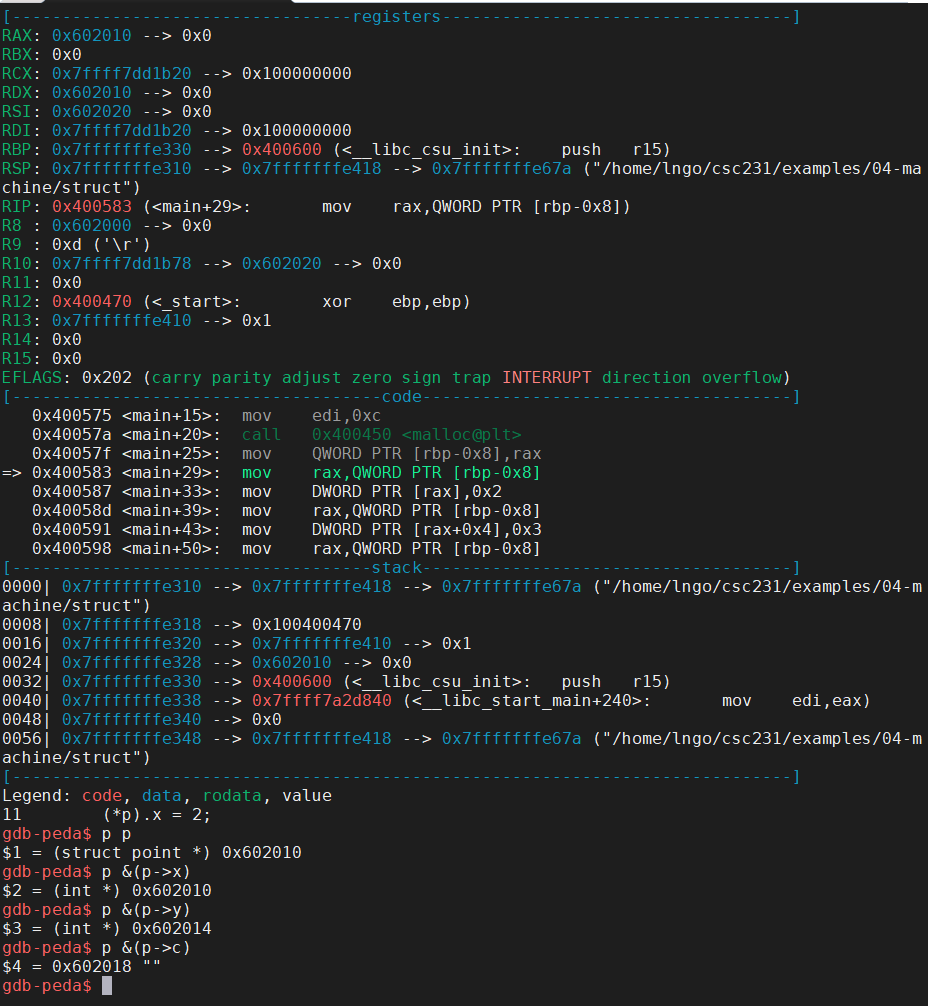 [----------------------------------registers-----------------------------------]
RAX: 0x602010 --> 0x0
RBX: 0x0
RCX: 0x7ffff7dd1b20 --> 0x100000000
RDX: 0x602010 --> 0x0
RSI: 0x602020 --> 0x0
RDI: 0x7ffff7dd1b20 --> 0x100000000
RBP: 0x7fffffffe330 --> 0x400600 (<__libc_csu_init>:    push   r15)
RSP: 0x7fffffffe310 --> 0x7fffffffe418 --> 0x7fffffffe67a ("/home/lngo/csc231/examples/04-ma
chine/struct")
RIP: 0x400583 (<main+29>:       mov    rax,QWORD PTR [rbp-0x8])
R8 : 0x602000 --> 0x0
R9 : 0xd ('\r')
R10: 0x7ffff7dd1b78 --> 0x602020 --> 0x0
R11: 0x0
R12: 0x400470 (<_start>:        xor    ebp,ebp)
R13: 0x7fffffffe410 --> 0x1
R14: 0x0
R15: 0x0
EFLAGS: 0x202 (carry parity adjust zero sign trap INTERRUPT direction overflow)
[-------------------------------------code-------------------------------------]
   0x400575 <main+15>:  mov    edi,0xc
   0x40057a <main+20>:  call   0x400450 <malloc@plt>
   0x40057f <main+25>:  mov    QWORD PTR [rbp-0x8],rax
=> 0x400583 <main+29>:  mov    rax,QWORD PTR [rbp-0x8]
   0x400587 <main+33>:  mov    DWORD PTR [rax],0x2
   0x40058d <main+39>:  mov    rax,QWORD PTR [rbp-0x8]
   0x400591 <main+43>:  mov    DWORD PTR [rax+0x4],0x3
   0x400598 <main+50>:  mov    rax,QWORD PTR [rbp-0x8]
[------------------------------------stack-------------------------------------]
0000| 0x7fffffffe310 --> 0x7fffffffe418 --> 0x7fffffffe67a ("/home/lngo/csc231/examples/04-m
achine/struct")
0008| 0x7fffffffe318 --> 0x100400470
0016| 0x7fffffffe320 --> 0x7fffffffe410 --> 0x1
0024| 0x7fffffffe328 --> 0x602010 --> 0x0
0032| 0x7fffffffe330 --> 0x400600 (<__libc_csu_init>:   push   r15)
0040| 0x7fffffffe338 --> 0x7ffff7a2d840 (<__libc_start_main+240>:       mov    edi,eax)
0048| 0x7fffffffe340 --> 0x0
0056| 0x7fffffffe348 --> 0x7fffffffe418 --> 0x7fffffffe67a ("/home/lngo/csc231/examples/04-m
achine/struct")
[------------------------------------------------------------------------------]
Legend: code, data, rodata, value
11        (*p).x = 2;
gdb-peda$ p p
$1 = (struct point *) 0x602010
gdb-peda$ p &(p->x)
$2 = (int *) 0x602010
gdb-peda$ p &(p->y)
$3 = (int *) 0x602014
gdb-peda$ p &(p->c)
$4 = 0x602018 ""
gdb-peda$